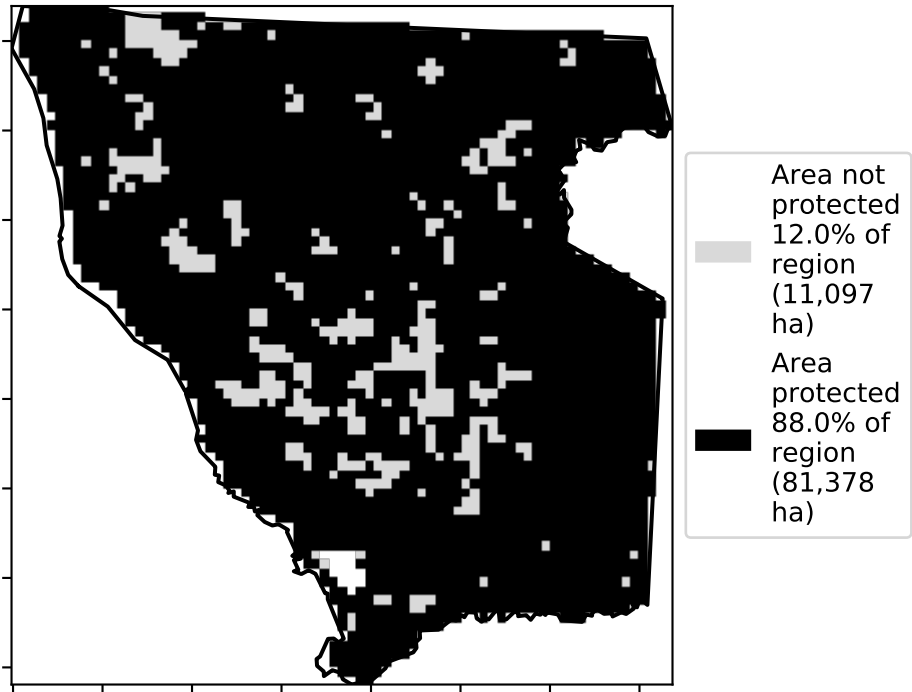 Area not
protected
12.0% of
region
(11,097
ha)
Area
protected
88.0% of
region
(81,378
ha)